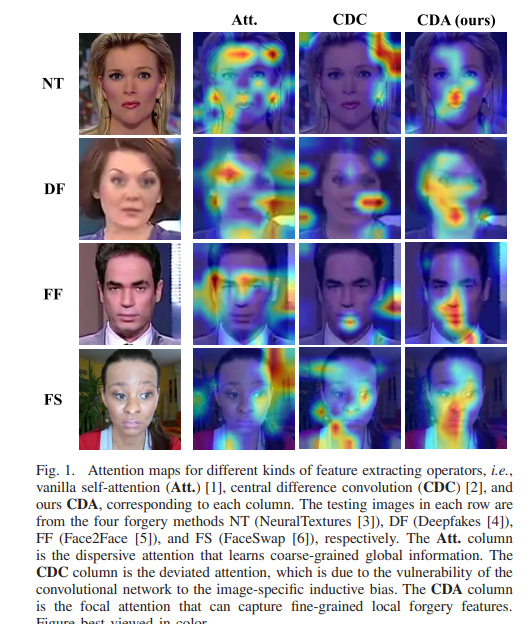 Att. CDC CDA (ours)
NT
DF
FF
FS
Fig. 1. Attention maps for different kinds of feature extracting operators, i.e.,
vanilla self-attention (Att.) [1], central difference convolution (CDC) [2], and
ours CDA, corresponding to each column. The testing images in each row are
from the four forgery methods NT (NeuralTextures [3]), DF (Deepfakes [4]),
FF (Face2Face [5]), and FS (FaceSwap [6]), respectively. The Att. column
is the dispersive attention that learns coarse-grained global information. The
CDC column is the deviated attention, which is due to the vulnerability of the
convolutional network to the image-specific inductive bias. The CDA column
is the focal attention that can capture fine-grained local forgery features.
Figure best viewed in color.